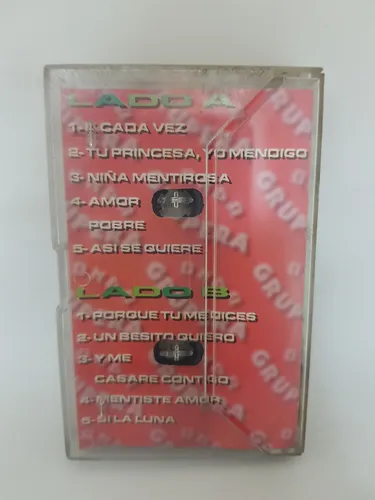 LADO A
1- CADA VEZ
2- TU PRINCESA, YO MENDIGO
3- NIÑA MENTIROSA
4- AMOR
POBRE
5- ASI SE QUIERE
LADO B
1- PORQUE TU ME DICES
2- UN BESITO QUIERO
3- Y ME
CASARE CONTIGO
4- MENTISTE AMOR
5- SI LA LUNA
GRUPO
GRUPO